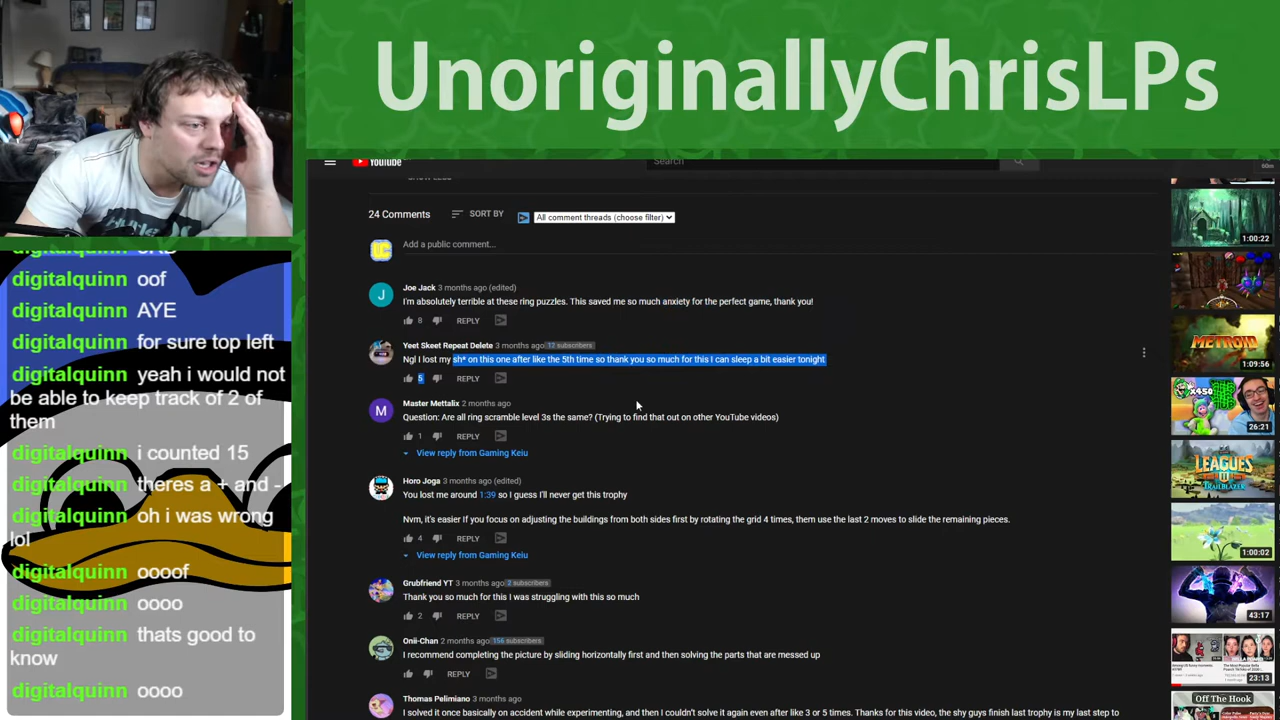 UnoriginallyChrisLPs
YouTube
Search
24 Comments
SORT BY
All comment threads (choose filter)
Add a public comment...
Joe Jack 3 months ago (edited)
I'm absolutely terrible at these ring puzzles. This saved me so much anxiety for the perfect game, thank you!
8 REPLY
Yeet Skeet Repeat Delete 3 months ago 12 subscribers
Ngl I lost my sh* on this one after like the 5th time so thank you so much for this I can sleep a bit easier tonight
5 REPLY
Master Mettalix 2 months ago
Question: Are all ring scramble level 3s the same? (Trying to find that out on other YouTube videos)
1 REPLY
View reply from Gaming Keiu
Horo Joga 3 months ago (edited)
You lost me around 1:39 so I guess I'll never get this trophy
Nvm, it's easier If you focus on adjusting the buildings from both sides first by rotating the grid 4 times, them use the last 2 moves to slide the remaining pieces.
4 REPLY
View reply from Gaming Keiu
Grubfriend YT 3 months ago 2 subscribers
Thank you so much for this I was struggling with this so much
2 REPLY
Onii-Chan 2 months ago 156 subscribers
I recommend completing the picture by sliding horizontally first and then solving the parts that are messed up
REPLY
Thomas Pelimiano 3 months ago
I solved it once basically on accident while experimenting, and then I couldn't solve it again even after like 3 or 5 times. Thanks for this video, the shy guys finish last trophy is my last step to
digitalquinn oof
digitalquinn AYE
digitalquinn for sure top left
digitalquinn yeah i would not
be able to keep track of 2 of
them
digitalquinn i counted 15
digitalquinn theres a + and -
digitalquinn oh i was wrong
lol
digitalquinn oooof
digitalquinn oooo
digitalquinn thats good to
know
digitalquinn oooo
1:00:22
METROID
1:09:56
x450
26:21
LEAGUES
III
TRAILBLAZER
1:00:02
43:17
23:13
Off The Hook